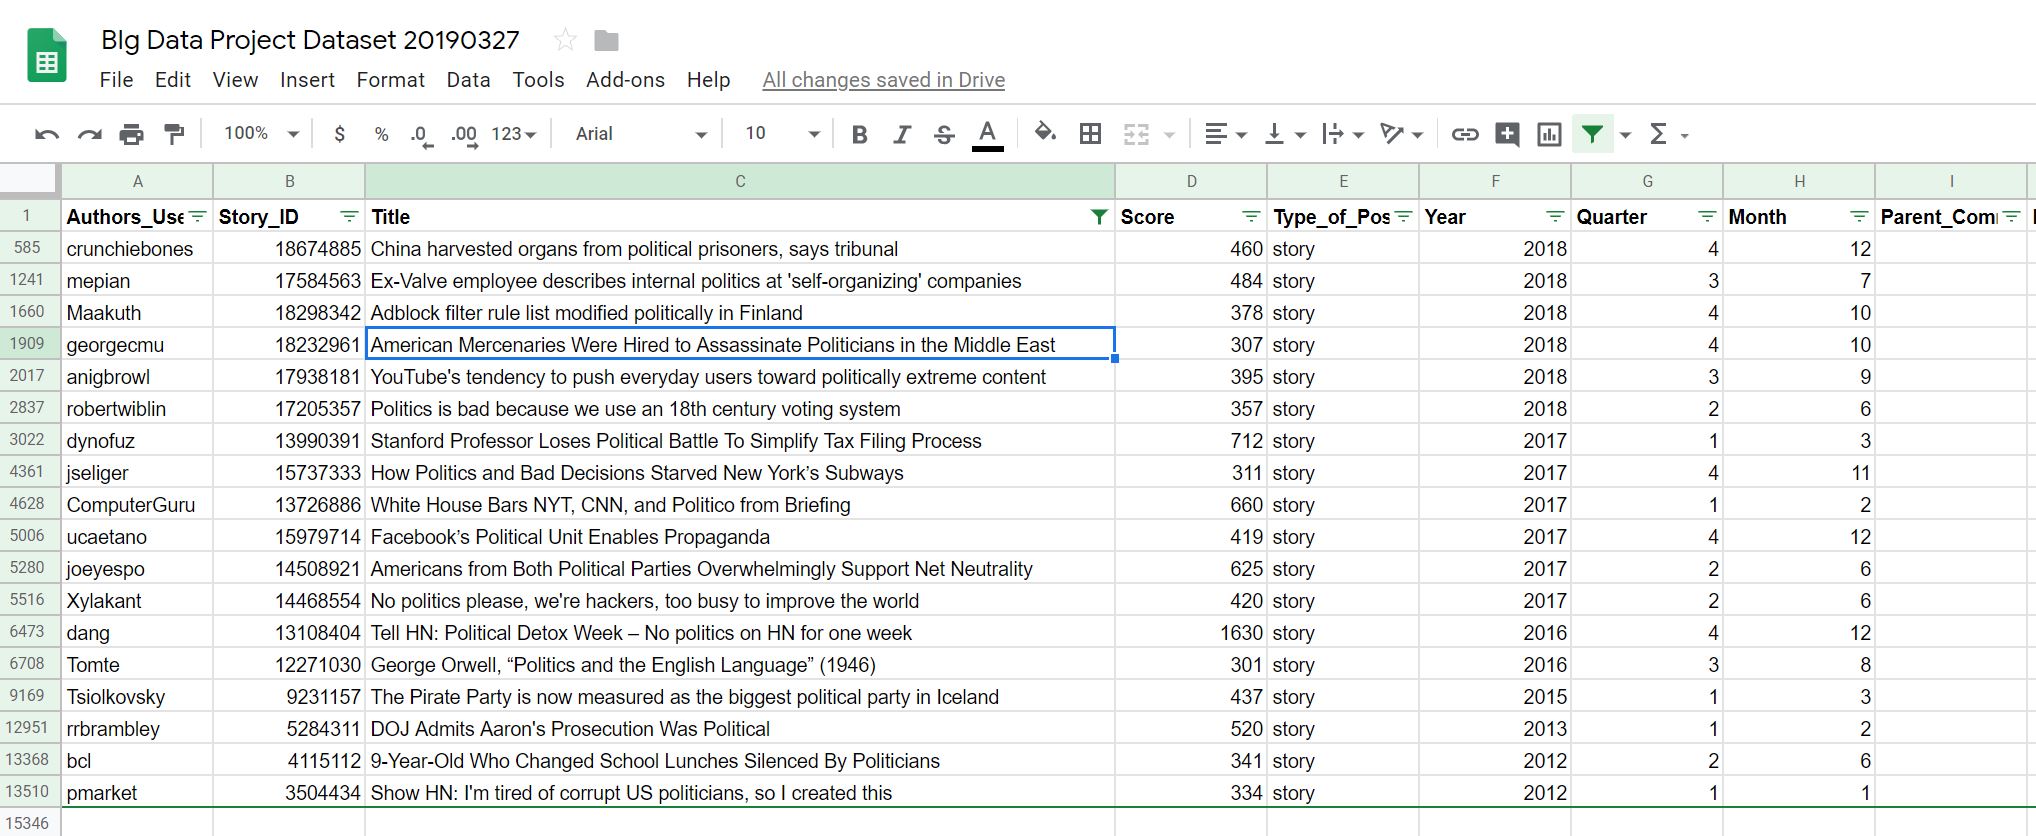 BIg Data Project Dataset 20190327
File Edit View Insert Format Data Tools Add-ons Help All changes saved in Drive
100% $ % .0 .00 123 Arial 10 B I S A Σ
A B C D E F G H I
1 Authors_Use Story_ID Title Score Type_of_Pos Year Quarter Month Parent_Com
585 crunchiebones 18674885 China harvested organs from political prisoners, says tribunal 460 story 2018 4 12
1241 mepian 17584563 Ex-Valve employee describes internal politics at 'self-organizing' companies 484 story 2018 3 7
1660 Maakuth 18298342 Adblock filter rule list modified politically in Finland 378 story 2018 4 10
1909 georgecmu 18232961 American Mercenaries Were Hired to Assassinate Politicians in the Middle East 307 story 2018 4 10
2017 anigbrowl 17938181 YouTube's tendency to push everyday users toward politically extreme content 395 story 2018 3 9
2837 robertwiblin 17205357 Politics is bad because we use an 18th century voting system 357 story 2018 2 6
3022 dynofuz 13990391 Stanford Professor Loses Political Battle To Simplify Tax Filing Process 712 story 2017 1 3
4361 jseliger 15737333 How Politics and Bad Decisions Starved New York’s Subways 311 story 2017 4 11
4628 ComputerGuru 13726886 White House Bars NYT, CNN, and Politico from Briefing 660 story 2017 1 2
5006 ucaetano 15979714 Facebook’s Political Unit Enables Propaganda 419 story 2017 4 12
5280 joeyespo 14508921 Americans from Both Political Parties Overwhelmingly Support Net Neutrality 625 story 2017 2 6
5516 Xylakant 14468554 No politics please, we're hackers, too busy to improve the world 420 story 2017 2 6
6473 dang 13108404 Tell HN: Political Detox Week – No politics on HN for one week 1630 story 2016 4 12
6708 Tomte 12271030 George Orwell, “Politics and the English Language” (1946) 301 story 2016 3 8
9169 Tsiolkovsky 9231157 The Pirate Party is now measured as the biggest political party in Iceland 437 story 2015 1 3
12951 rrbrambley 5284311 DOJ Admits Aaron's Prosecution Was Political 520 story 2013 1 2
13368 bcl 4115112 9-Year-Old Who Changed School Lunches Silenced By Politicians 341 story 2012 2 6
13510 pmarket 3504434 Show HN: I'm tired of corrupt US politicians, so I created this 334 story 2012 1 1
15346